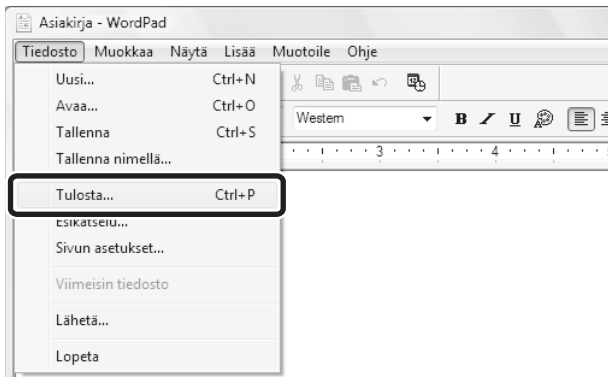 Asiakirja - WordPad
Tiedosto Muokkaa Näytä Lisää Muotoile Ohje
Uusi... Ctrl+N
Avaa... Ctrl+O
Western
Tallenna Ctrl+S
B I U
Tallenna nimellä...
3 4
Tulosta... Ctrl+P
Esikatselu...
Sivun asetukset...
Viimeisin tiedosto
Lähetä...
Lopeta